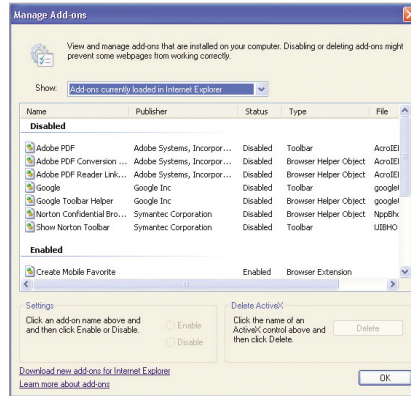 Manage Add-ons
View and manage add-ons that are installed on your computer. Disabling or deleting add-ons might
prevent some webpages from working correctly.
Show: Add-ons currently loaded in Internet Explorer
Name Publisher Status Type File
Disabled
Adobe PDF Adobe Systems, Incorpor... Disabled Toolbar AcroIEF
Adobe PDF Conversion ... Adobe Systems, Incorpor... Disabled Browser Helper Object AcroIEF
Adobe PDF Reader Link... Adobe Systems, Incorpor... Disabled Browser Helper Object AcroIEF
Google Google Inc Disabled Toolbar
Google Toolbar Helper Google Inc Disabled Browser Helper Object
Norton Confidential Bro... Symantec Corporation Disabled Browser Helper Object NppBho
Show Norton Toolbar Symantec Corporation Disabled Toolbar UIBHO
Enabled
Create Mobile Favorite Enabled Browser Extension
Settings
Click an add-on name above and
and then click Enable or Disable.
Enable
Disable
Delete ActiveX
Click the name of an
ActiveX control above and
then click Delete.
Delete
Download new add-ons for Internet Explorer
Learn more about add-ons
OK